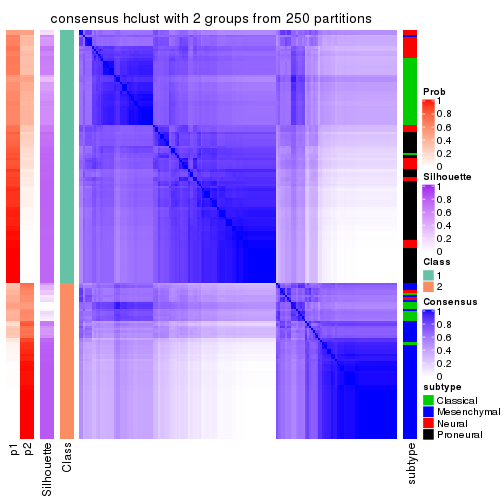 consensus hclust with 2 groups from 250 partitions
Prob
1
0.8
0.6
0.4
0.2
0
Silhouette
1
0.8
0.6
0.4
0.2
0
Class
1
2
Consensus
1
0.8
0.6
0.4
0.2
0
subtype
Classical
Mesenchymal
Neural
Proneural
p1
p2
Silhouette
Class
subtype